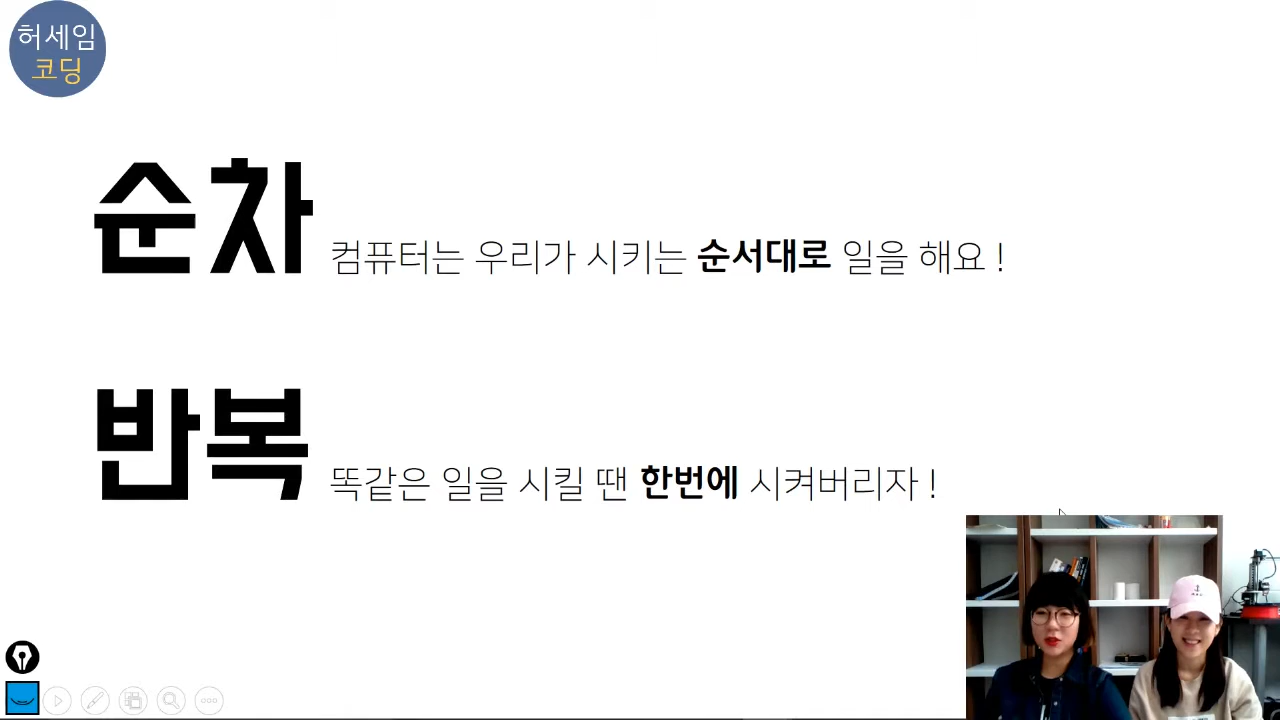 허세임
코딩
순차 컴퓨터는 우리가 시키는 순서대로 일을 해요 !
반복 똑같은 일을 시킬 땐 한번에 시켜버리자 !